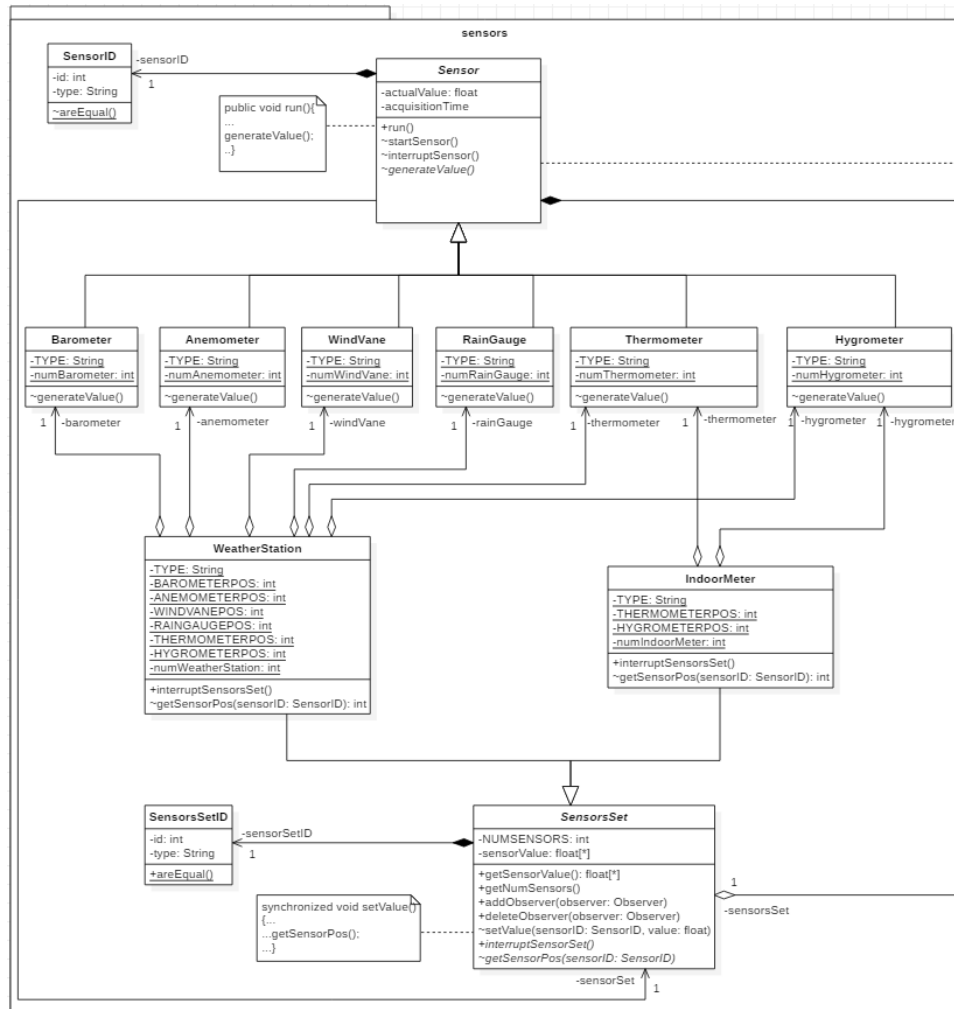 sensors
SensorID
-id: int
-type: String
~areEqual()
-sensorID
1
Sensor
-actualValue: float
-acquisitionTime
+run()
~startSensor()
~interruptSensor()
~generateValue()
public void run(){
...
generateValue();
..}
Barometer
-TYPE: String
-numBarometer: int
~generateValue()
Anemometer
-TYPE: String
-numAnemometer: int
~generateValue()
WindVane
-TYPE: String
-numWindVane: int
~generateValue()
RainGauge
-TYPE: String
-numRainGauge: int
~generateValue()
Thermometer
-TYPE: String
-numThermometer: int
~generateValue()
Hygrometer
-TYPE: String
-numHygrometer: int
~generateValue()
1
-barometer
1
-anemometer
1
-windVane
1
-rainGauge
1
-thermometer
1
-thermometer
1
-hygrometer
1
-hygrometer
WeatherStation
-TYPE: String
-BAROMETERPOS: int
-ANEMOMETERPOS: int
-WINDVANEPOS: int
-RAINGAUGEPOS: int
-THERMOMETERPOS: int
-HYGROMETERPOS: int
-numWeatherStation: int
+interruptSensorsSet()
~getSensorPos(sensorID: SensorID): int
IndoorMeter
-TYPE: String
-THERMOMETERPOS: int
-HYGROMETERPOS: int
-numIndoorMeter: int
+interruptSensorsSet()
~getSensorPos(sensorID: SensorID): int
SensorsSetID
-id: int
-type: String
+areEqual()
-sensorSetID
1
SensorsSet
-NUMSENSORS: int
-sensorValue: float[*]
+getSensorValue(): float[*]
+getNumSensors()
+addObserver(observer: Observer)
+deleteObserver(observer: Observer)
~setValue(sensorID: SensorID, value: float)
+interruptSensorSet()
~getSensorPos(sensorID: SensorID)
1
-sensorsSet
synchronized void setValue()
{...
...getSensorPos();
...}
-sensorSet
1